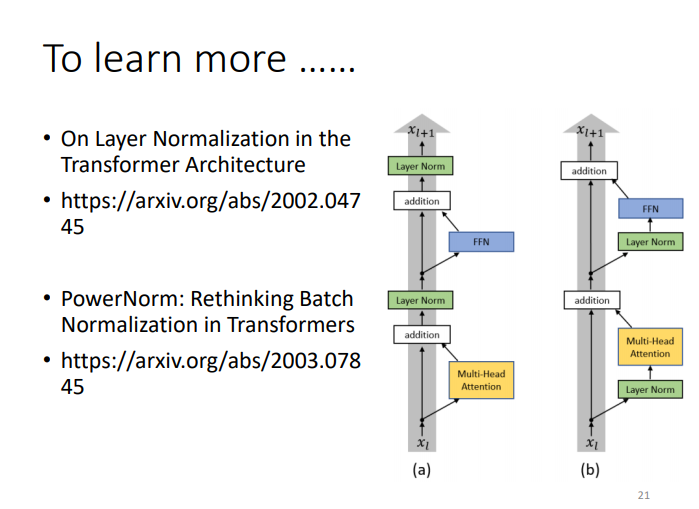 To learn more ……
• On Layer Normalization in the
Transformer Architecture
• https://arxiv.org/abs/2002.047
45
• PowerNorm: Rethinking Batch
Normalization in Transformers
• https://arxiv.org/abs/2003.078
45
x_{l+1}
Layer Norm
addition
FFN
Layer Norm
addition
Multi-Head
Attention
x_l
(a)
x_{l+1}
addition
FFN
Layer Norm
addition
Multi-Head
Attention
Layer Norm
x_l
(b)
21